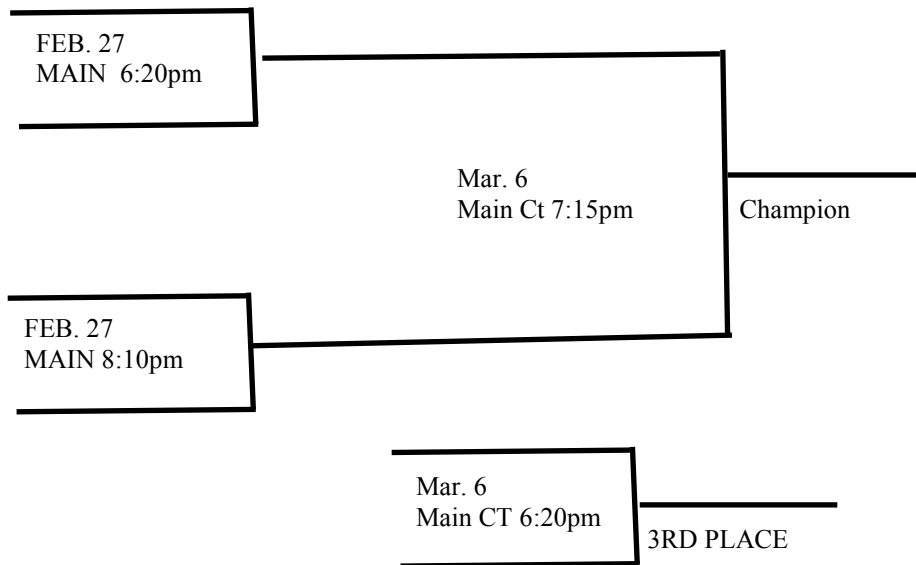 FEB. 27
MAIN  6:20pm
Mar. 6
Main Ct 7:15pm
Champion
FEB. 27
MAIN 8:10pm
Mar. 6
Main CT 6:20pm
3RD PLACE